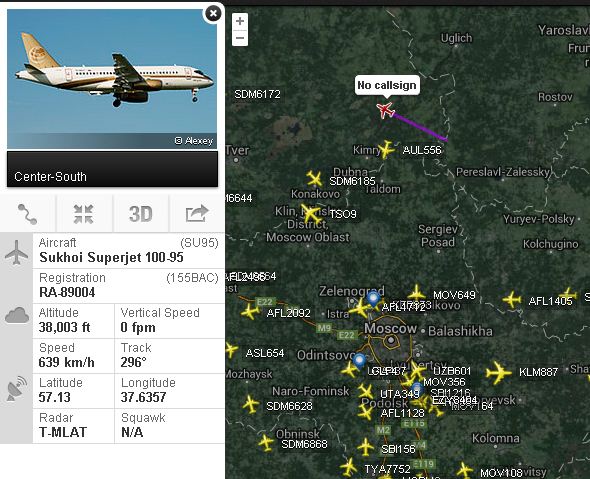 © Alexey
Center-South
3D
Aircraft (SU95)
Sukhoi Superjet 100-95
Registration (155BAC)
RA-89004
Altitude Vertical Speed
38,003 ft 0 fpm
Speed Track
639 km/h 296°
Latitude Longitude
57.13 37.6357
Radar Squawk
T-MLAT N/A
+
-
Uglich
Yaroslavl
SDM6172
No callsign
Rostov
Tver
Kimry
AUL556
Dubna
SDM6185
Taldom
Pereslavl-Zalessky
Konakovo
TSO9
Klin,
District,
Moscow Oblast
Sergiev
Posad
Yuryev-Polsky
Kolchugino
Zelenograd
MOV649
AFL1405
E22
AFL2092
Istra
AFL1712
M9
E22
Moscow
Balashikha
ASL654
Odintsovo
Mozhaysk
UZB601
KLM887
MOV356
Naro-Fominsk
UTA349
SBI1216
SDM6628
Podolsk
AFL1128
MOV164
E115
M2
Kolomna
Obninsk
SDM6868
SBI156
E119
TYA7752
MOV108